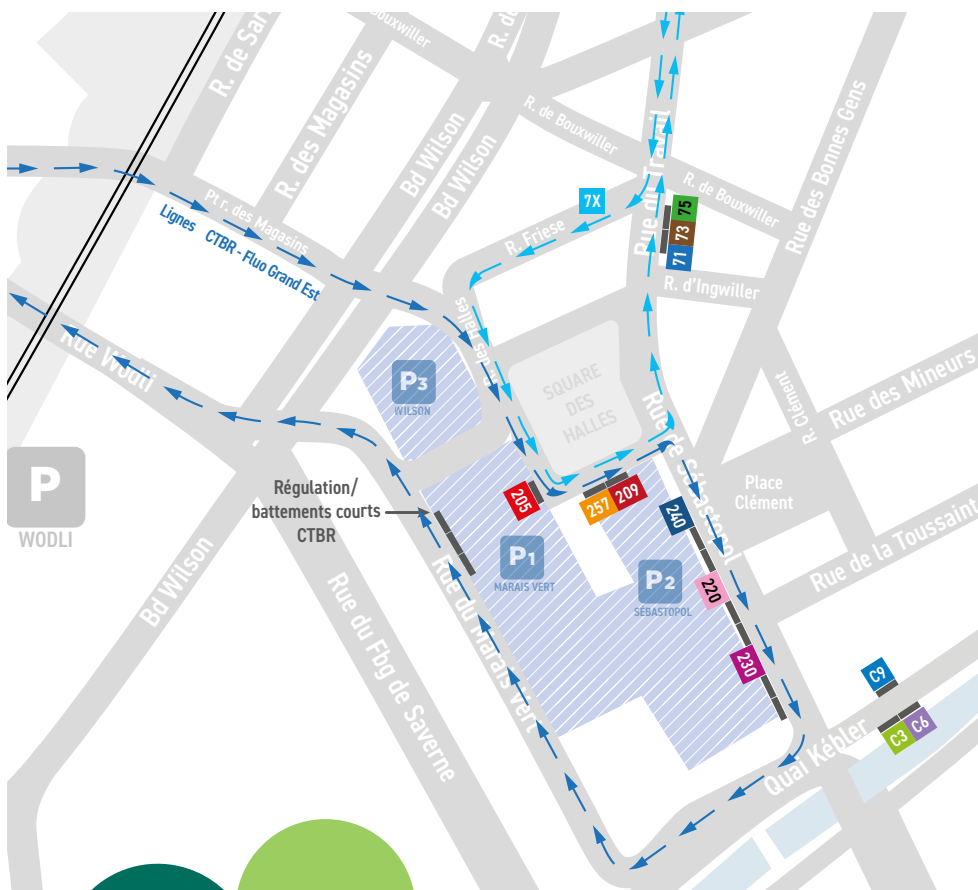 R. de Bouxwiller
R. des Magasins
Bd Wilson
Bd Wilson
R. de Bouxwiller
Rue du Travail
R. de Bouxwiller
Rue des Bonnes Gens
Pt r. des Magasins
Lignes CTBR - Fluo Grand Est
7X
R. Friese
75
73
71
R. d'Ingwiller
Rue Wodli
P3
WILSON
SQUARE
DES
HALLES
R. Clément
Rue des Mineurs
Rue de Sébastopol
Place
Clément
P
WODLI
Régulation/
battements courts
CTBR
205
257
209
240
P1
MARAIS VERT
P2
SÉBASTOPOL
220
230
Rue de la Toussaint
Bd Wilson
Rue du Fbg de Saverne
Rue du Marais Vert
C9
C3
C6
Quai Kébler